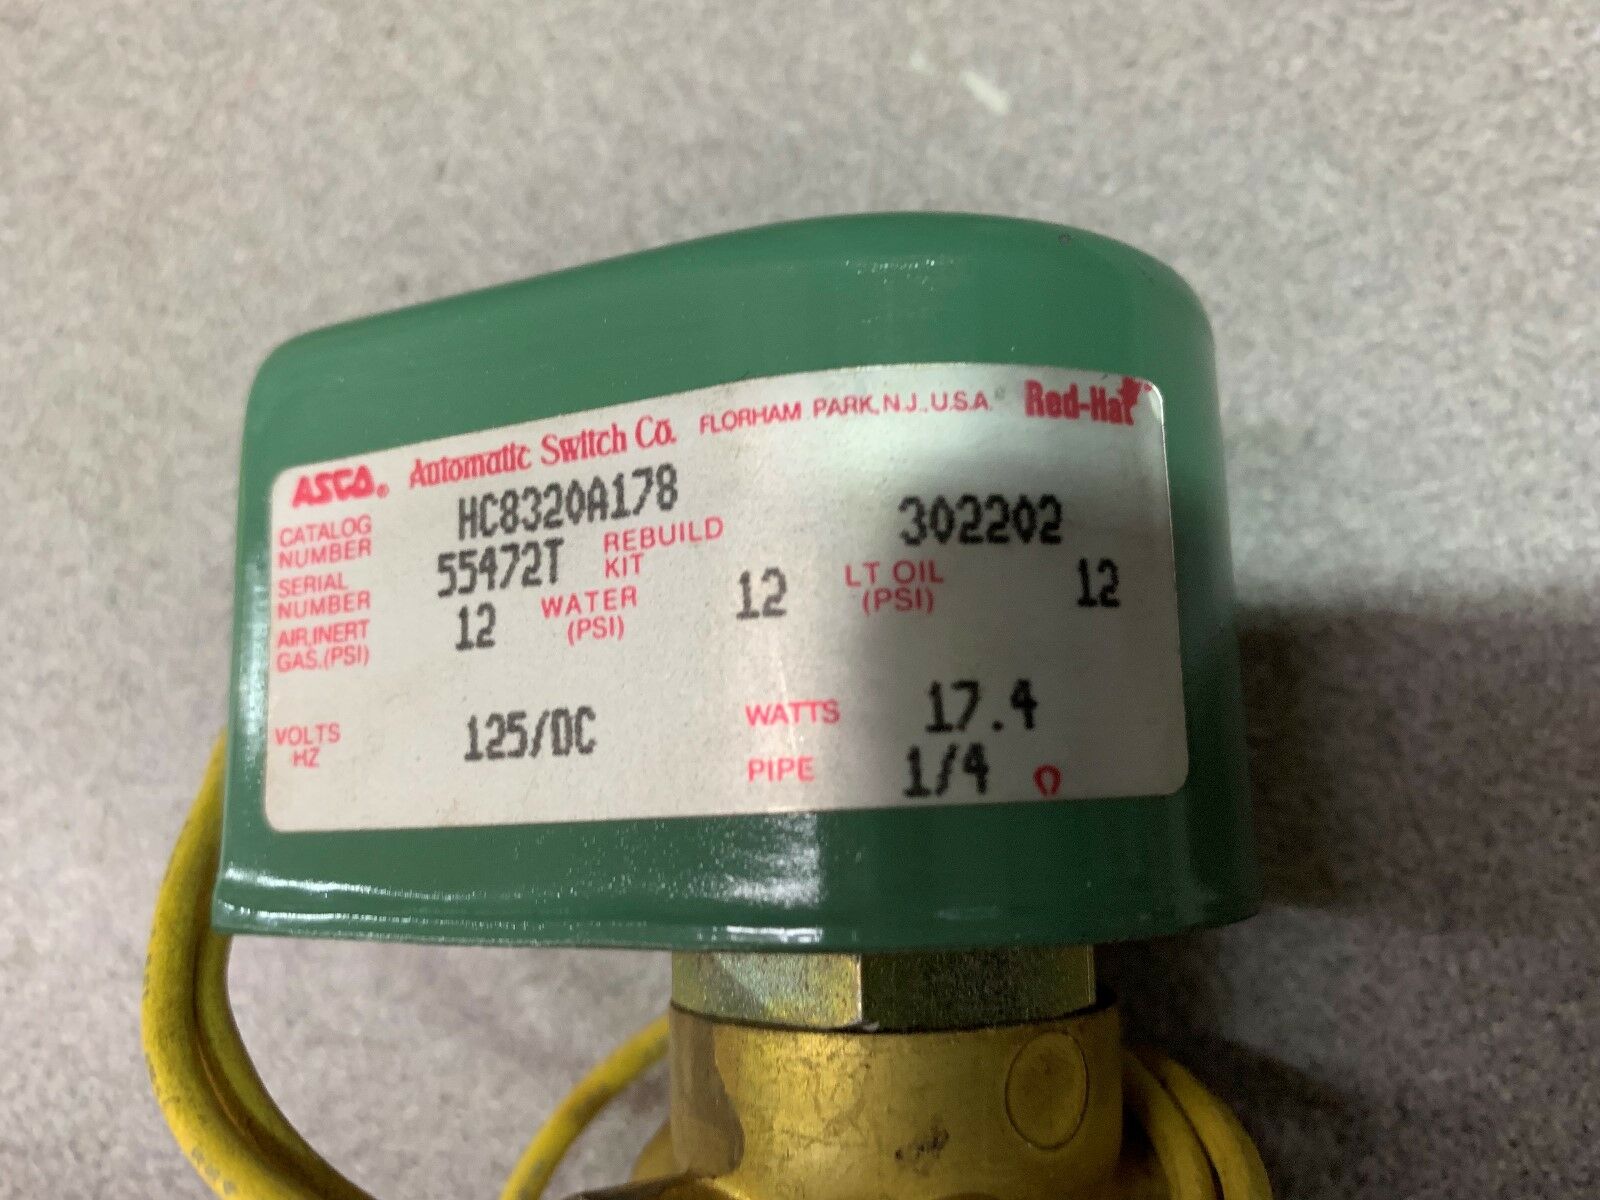 ASCO® Automatic Switch Co. FLORHAM PARK, N.J., U.S.A. Red-Hat
CATALOG NUMBER HC8320A178
SERIAL NUMBER 55472T REBUILD KIT 302202
AIR, INERT GAS, (PSI) 12 WATER (PSI) 12 LT OIL (PSI) 12
VOLTS HZ 125/DC WATTS 17.4
PIPE 1/4